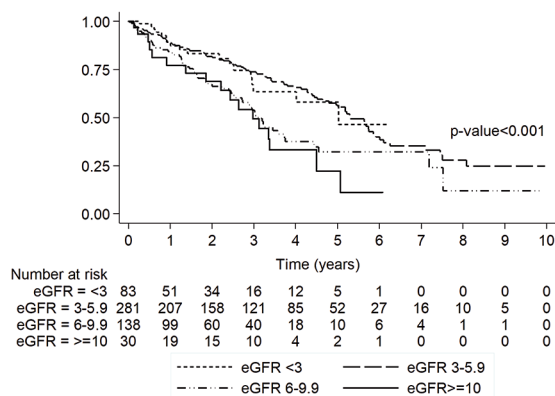 1.00
0.75
0.50
0.25
0.00
p-value<0.001
0 1 2 3 4 5 6 7 8 9 10
Time (years)
Number at risk
eGFR = <3 83 51 34 16 12 5 1 0 0 0 0
eGFR = 3-5.9 281 207 158 121 85 52 27 16 10 5 0
eGFR = 6-9.9 138 99 60 40 18 10 6 4 1 1 0
eGFR = >=10 30 19 15 10 4 2 1 0 0 0 0
eGFR <3 eGFR 3-5.9
eGFR 6-9.9 eGFR>=10